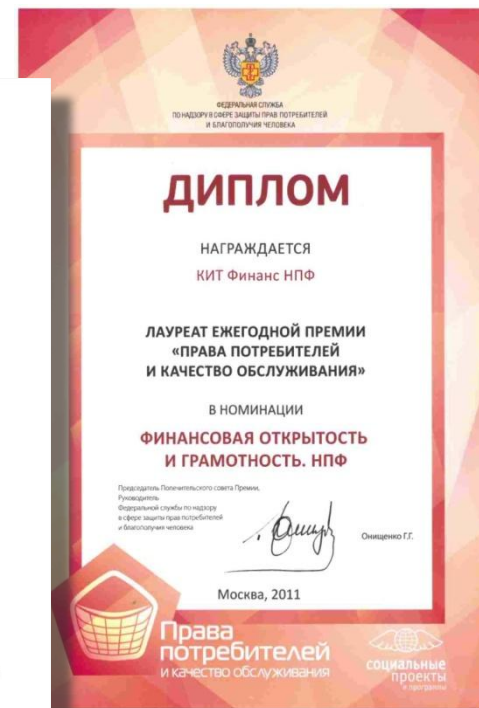 ФЕДЕРАЛЬНАЯ СЛУЖБА
ПО НАДЗОРУ В СФЕРЕ ЗАЩИТЫ ПРАВ ПОТРЕБИТЕЛЕЙ
И БЛАГОПОЛУЧИЯ ЧЕЛОВЕКА
ДИПЛОМ
НАГРАЖДАЕТСЯ
КИТ Финанс НПФ
ЛАУРЕАТ ЕЖЕГОДНОЙ ПРЕМИИ
«ПРАВА ПОТРЕБИТЕЛЕЙ
И КАЧЕСТВО ОБСЛУЖИВАНИЯ»
В НОМИНАЦИИ
ФИНАНСОВАЯ ОТКРЫТОСТЬ
И ГРАМОТНОСТЬ. НПФ
Председатель Попечительского совета Премии,
Руководитель
Федеральной службы по надзору
в сфере защиты прав потребителей
и благополучия человека
Онищенко Г.Г.
Москва, 2011
Права
потребителей
и качество обслуживания
социальные
проекты
и программы